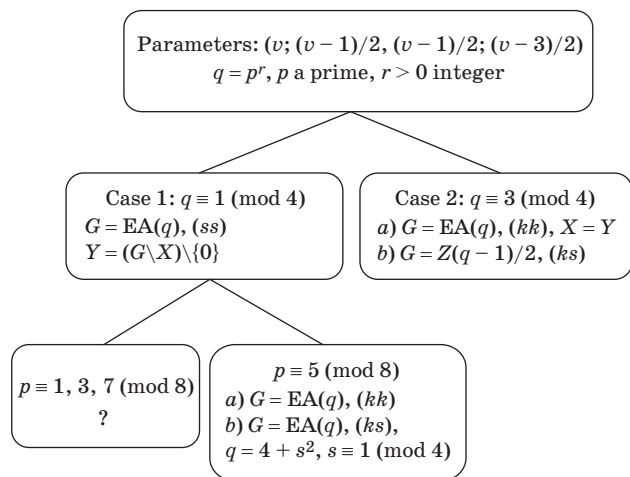 Parameters: (v; (v − 1)/2, (v − 1)/2; (v − 3)/2)
q = pʳ, p a prime, r > 0 integer
Case 1: q ≡ 1 (mod 4)
G = EA(q), (ss)
Y = (G\X)\{0}
Case 2: q ≡ 3 (mod 4)
a) G = EA(q), (kk), X = Y
b) G = Z(q − 1)/2, (ks)
p ≡ 1, 3, 7 (mod 8)
?
p ≡ 5 (mod 8)
a) G = EA(q), (kk)
b) G = EA(q), (ks),
q = 4 + s², s ≡ 1 (mod 4)